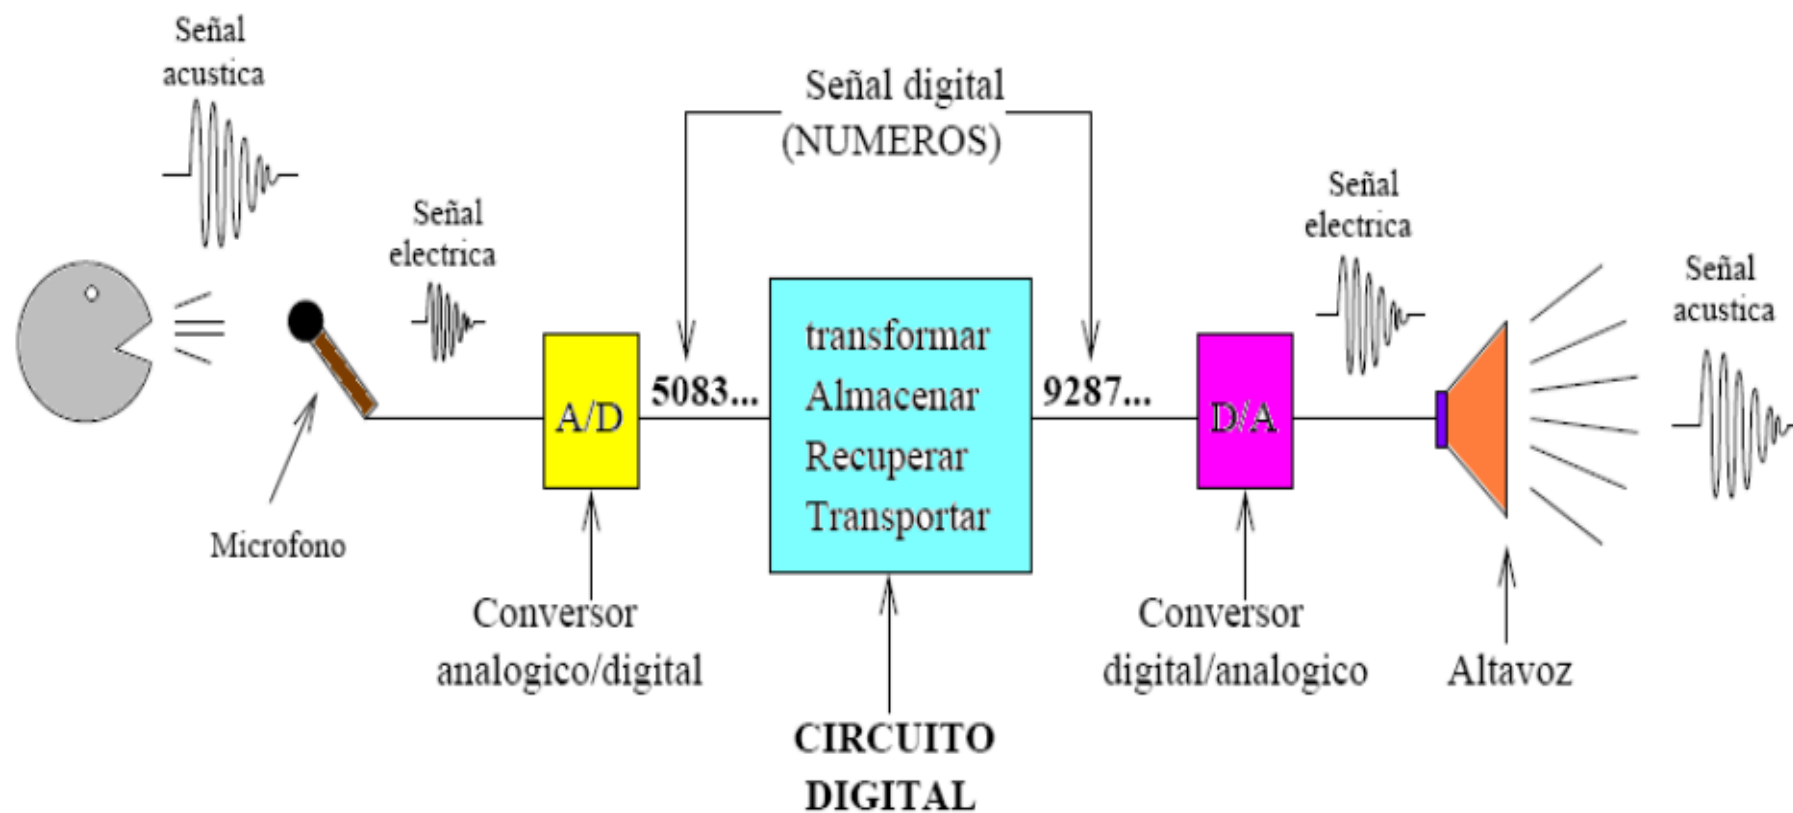 Señal
acustica
Señal digital
(NUMEROS)
Señal
electrica
Señal
electrica
Señal
acustica
transformar
Almacenar
Recuperar
Transportar
A/D
5083...
9287...
D/A
Microfono
Conversor
analogico/digital
Conversor
digital/analogico
Altavoz
CIRCUITO
DIGITAL